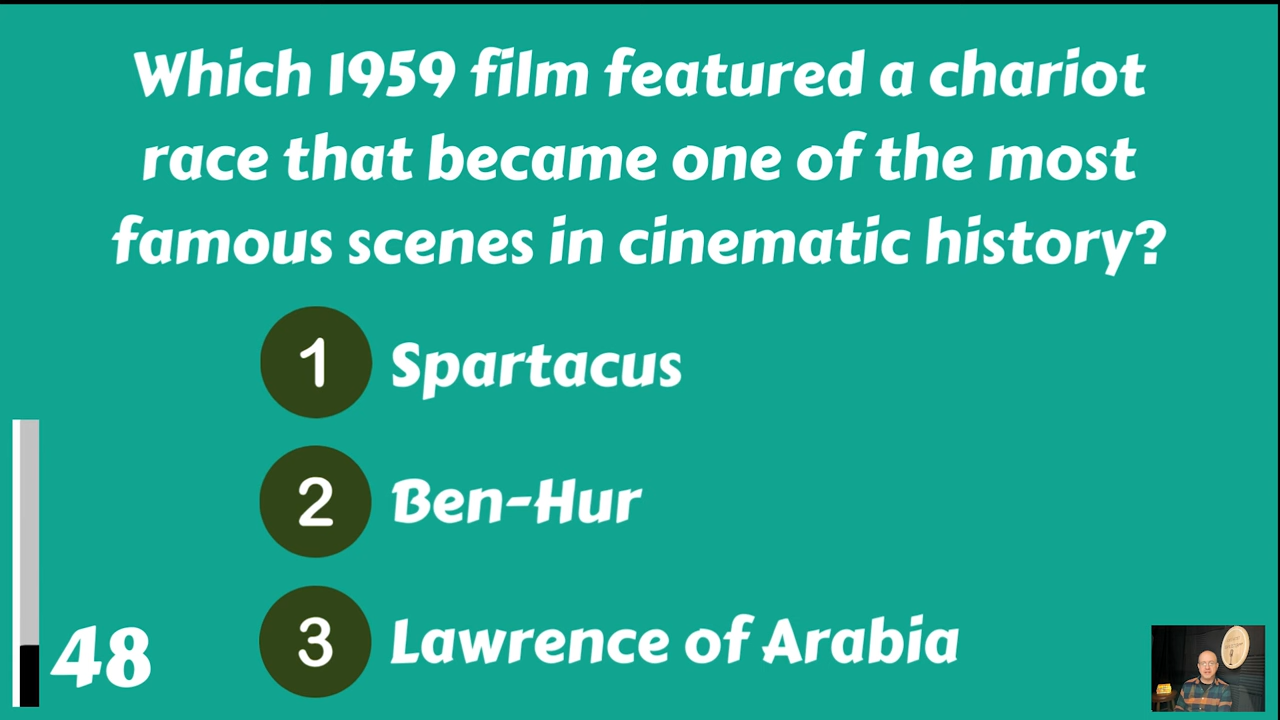 Which 1959 film featured a chariot
race that became one of the most
famous scenes in cinematic history?
1 Spartacus
2 Ben-Hur
3 Lawrence of Arabia
48